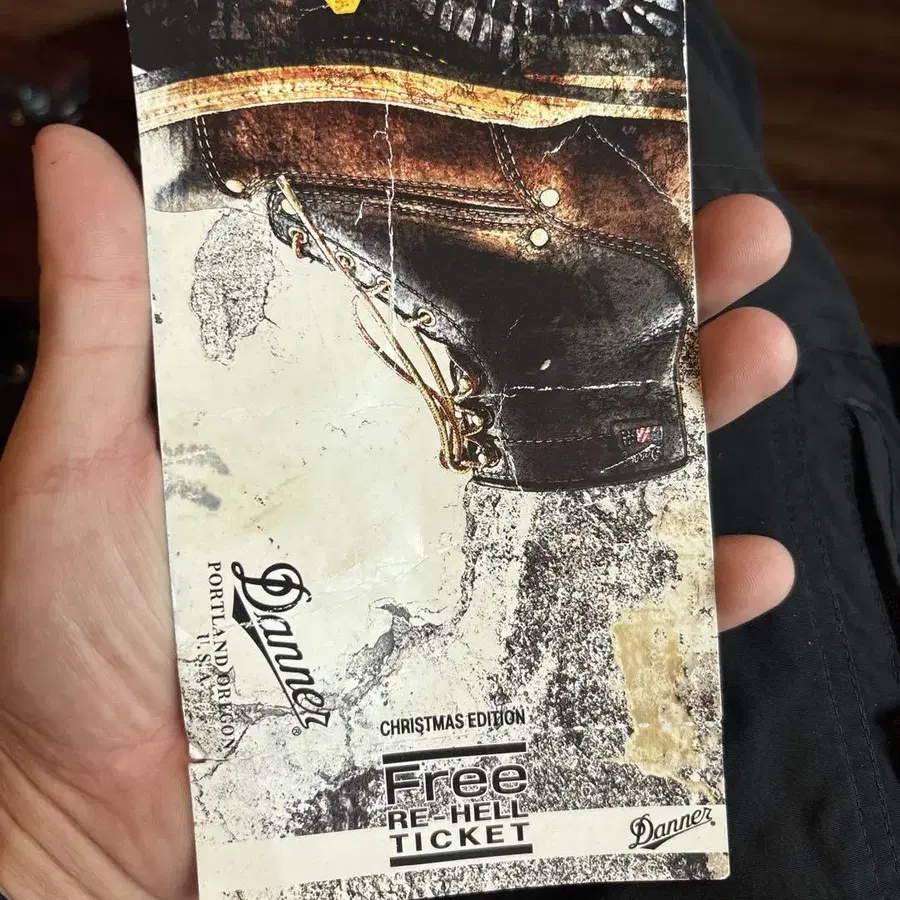 Danner®
PORTLAND, OREGON
U.S.A.
CHRISTMAS EDITION
Free
RE-HELL
TICKET
Danner®